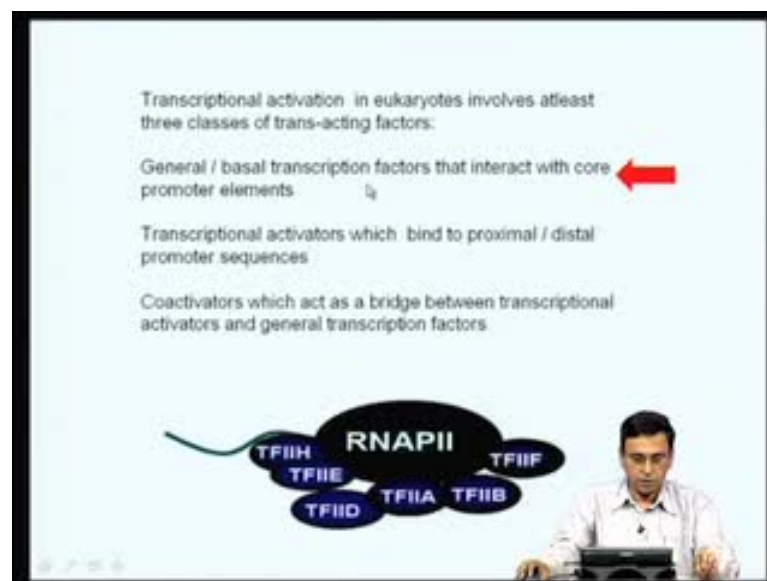 Transcriptional activation in eukaryotes involves atleast
three classes of trans-acting factors:
General / basal transcription factors that interact with core
promoter elements
Transcriptional activators which bind to proximal / distal
promoter sequences
Coactivators which act as a bridge between transcriptional
activators and general transcription factors
RNAPII
TFIIH
TFIIF
TFIIE
TFIIA
TFIIB
TFIID